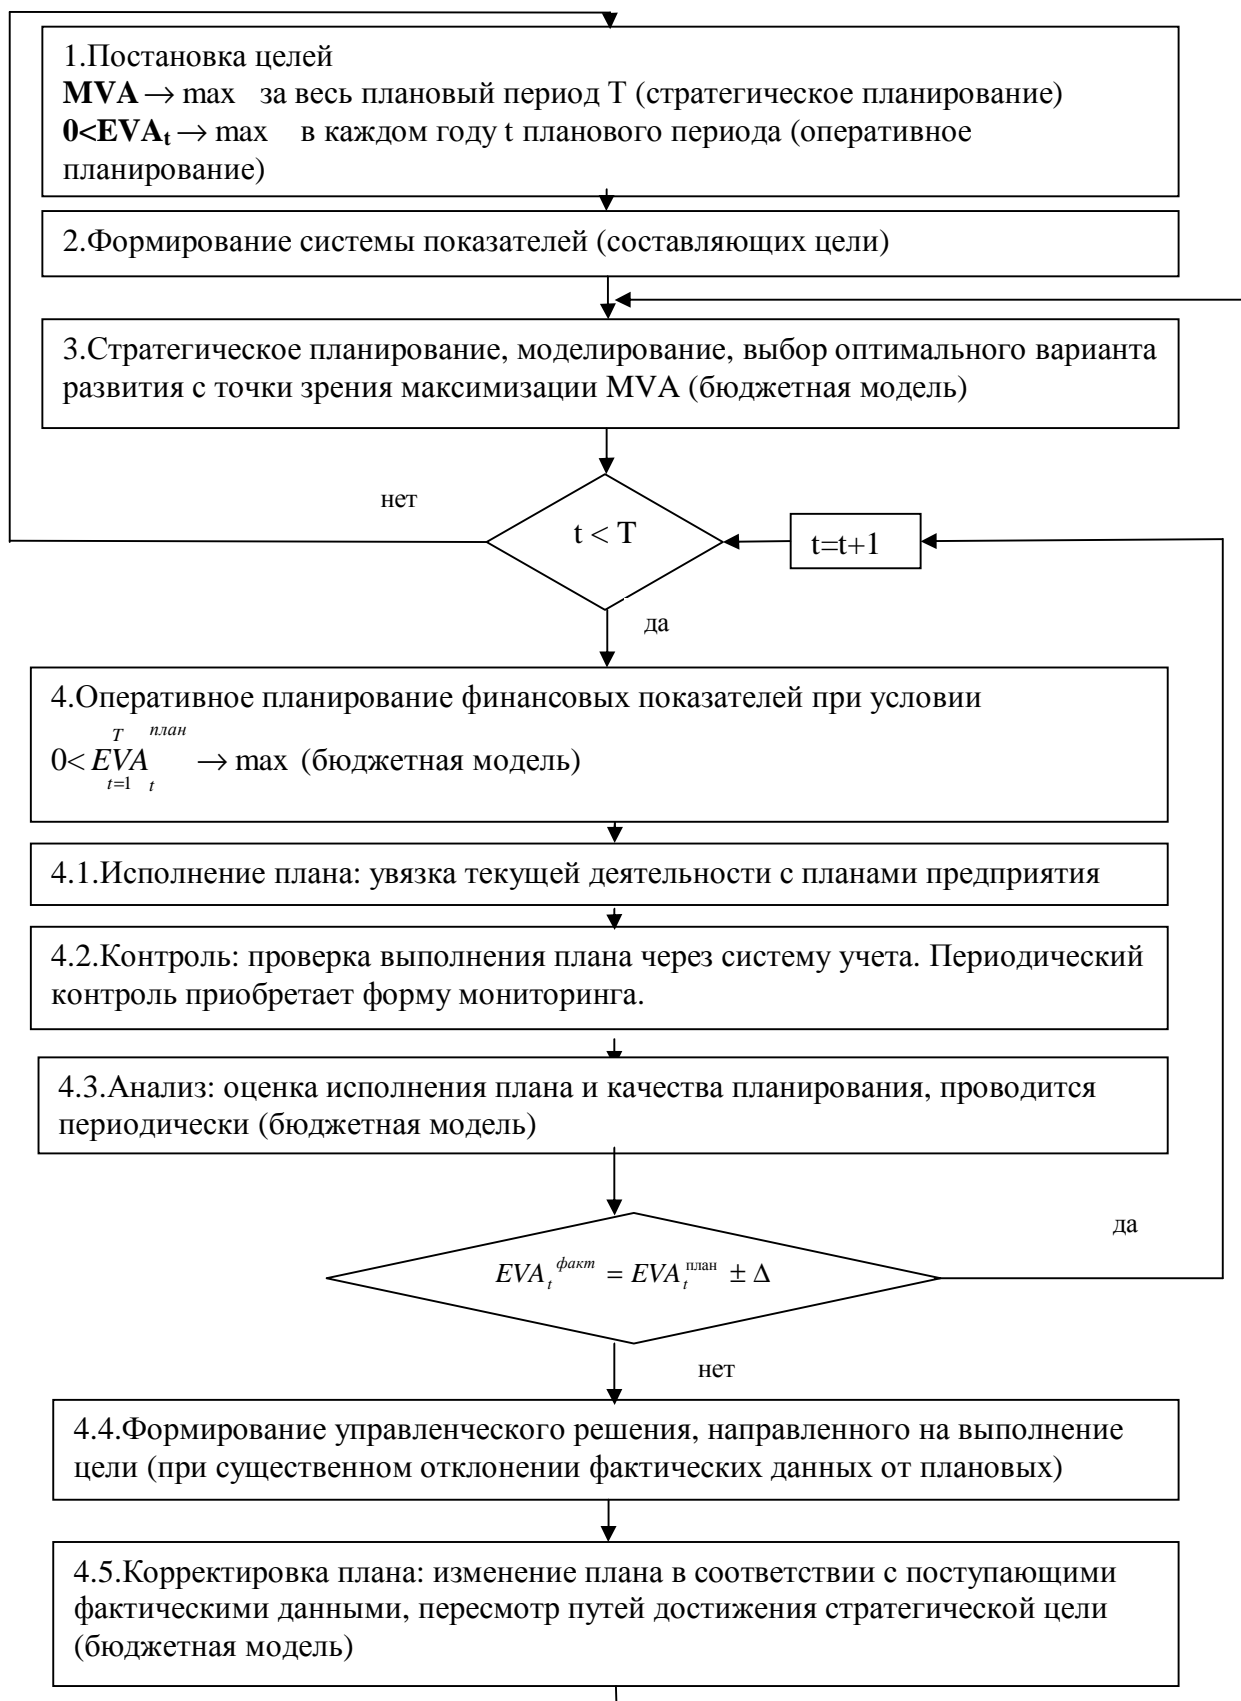 1.Постановка целей
MVA → max за весь плановый период T (стратегическое планирование)
0<EVAₜ → max в каждом году t планового периода (оперативное
планирование)
2.Формирование системы показателей (составляющих цели)
3.Стратегическое планирование, моделирование, выбор оптимального варианта
развития с точки зрения максимизации MVA (бюджетная модель)
нет
t < T
t=t+1
да
4.Оперативное планирование финансовых показателей при условии
T план
0< EVA → max (бюджетная модель)
t=1 t
4.1.Исполнение плана: увязка текущей деятельности с планами предприятия
4.2.Контроль: проверка выполнения плана через систему учета. Периодический
контроль приобретает форму мониторинга.
4.3.Анализ: оценка исполнения плана и качества планирования, проводится
периодически (бюджетная модель)
да
EVAₜ факт = EVAₜ план ± Δ
нет
4.4.Формирование управленческого решения, направленного на выполнение
цели (при существенном отклонении фактических данных от плановых)
4.5.Корректировка плана: изменение плана в соответствии с поступающими
фактическими данными, пересмотр путей достижения стратегической цели
(бюджетная модель)